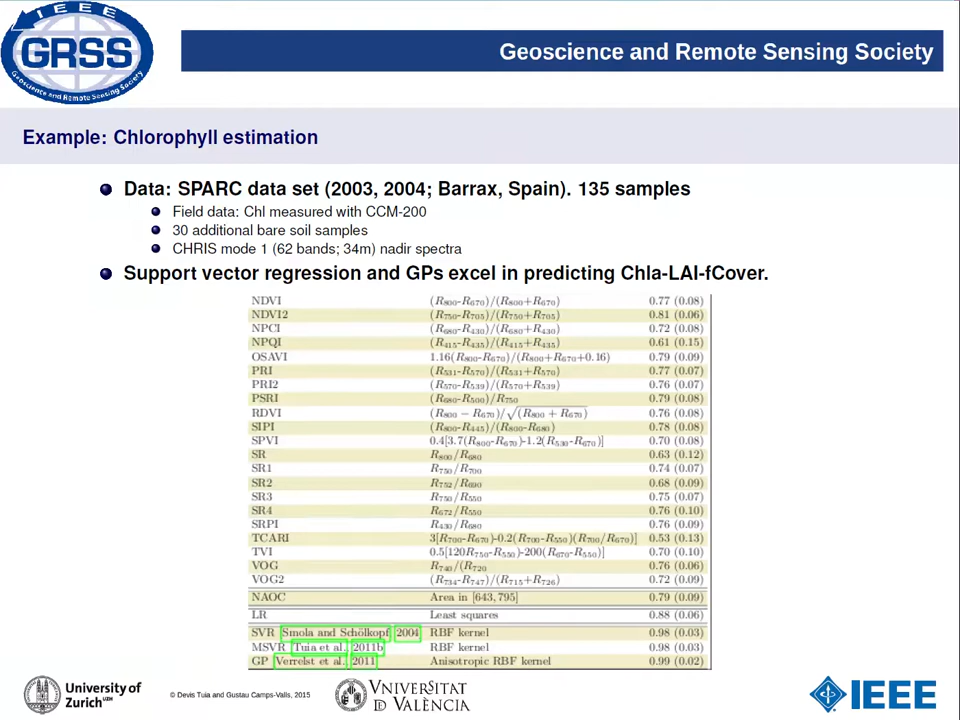 IEEE
GRSS
Geoscience and Remote Sensing Society
Geoscience and Remote Sensing Society
Example: Chlorophyll estimation
Data: SPARC data set (2003, 2004; Barrax, Spain). 135 samples
Field data: Chl measured with CCM-200
30 additional bare soil samples
CHRIS mode 1 (62 bands; 34m) nadir spectra
Support vector regression and GPs excel in predicting Chla-LAI-fCover.
NDVI (R800-R670)/(R800+R670) 0.77 (0.08)
NDVI2 (R750-R705)/(R750+R705) 0.81 (0.06)
NPCI (R680-R430)/(R680+R430) 0.72 (0.08)
NPQI (R415-R435)/(R415+R435) 0.61 (0.15)
OSAVI 1.16(R800-R670)/(R800+R670+0.16) 0.79 (0.09)
PRI (R531-R570)/(R531+R570) 0.77 (0.07)
PRI2 (R570-R539)/(R570+R539) 0.76 (0.07)
PSRI (R680-R500)/R750 0.79 (0.08)
RDVI (R800 − R670)/√(R800 + R670) 0.76 (0.08)
SIPI (R800-R445)/(R800-R680) 0.78 (0.08)
SPVI 0.4[3.7(R800-R670)-1.2(R530-R670)] 0.70 (0.08)
SR R800/R680 0.63 (0.12)
SR1 R750/R700 0.74 (0.07)
SR2 R752/R690 0.68 (0.09)
SR3 R750/R550 0.75 (0.07)
SR4 R672/R550 0.76 (0.10)
SRPI R430/R680 0.76 (0.09)
TCARI 3[R700-R670)-0.2(R700-R550)(R700/R670)] 0.53 (0.13)
TVI 0.5[120R750-R550)-200(R670-R550)] 0.70 (0.10)
VOG R740/(R720 0.76 (0.06)
VOG2 (R734-R747)/(R715+R726) 0.72 (0.09)
NAOC Area in [643,795] 0.79 (0.09)
LR Least squares 0.88 (0.06)
SVR Smola and Schölkopf 2004 RBF kernel 0.98 (0.03)
MSVR Tuia et al. 2011b RBF kernel 0.98 (0.03)
GP Verrelst et al. 2011 Anisotropic RBF kernel 0.99 (0.02)
University of Zurich UZH
© Devis Tuia and Gustau Camps-Valls, 2015
VNIVERSITAT D VALÈNCIA
IEEE